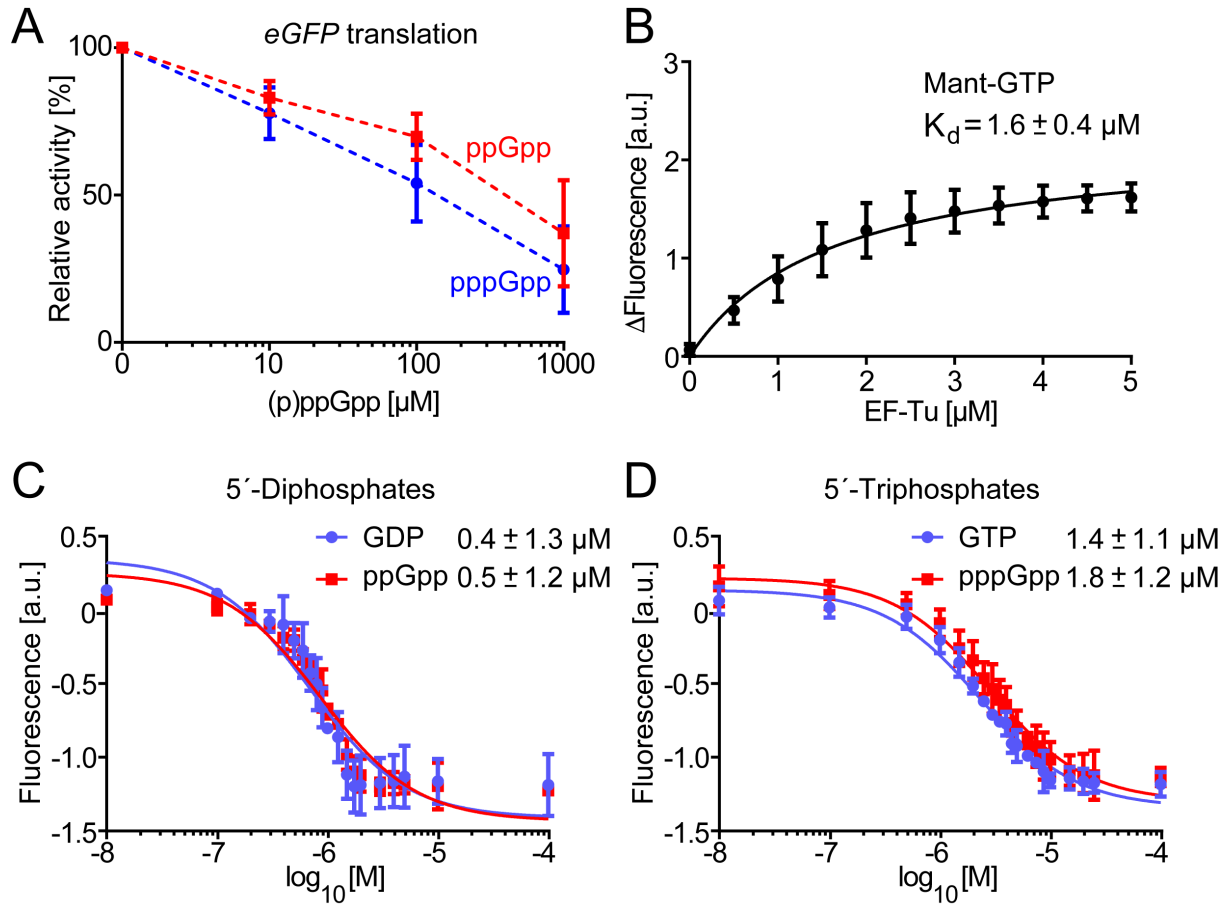 A
eGFP translation
Relative activity [%]
100
50
0
0 10 100 1000
(p)ppGpp [µM]
ppGpp
pppGpp
B
Mant-GTP
Kd = 1.6 ± 0.4 µM
ΔFluorescence [a.u.]
3
2
1
0
0 1 2 3 4 5
EF-Tu [µM]
C
5´-Diphosphates
GDP 0.4 ± 1.3 µM
ppGpp 0.5 ± 1.2 µM
Fluorescence [a.u.]
0.5
0
-0.5
-1.0
-1.5
-8 -7 -6 -5 -4
log10 [M]
D
5´-Triphosphates
GTP 1.4 ± 1.1 µM
pppGpp 1.8 ± 1.2 µM
Fluorescence [a.u.]
0.5
0
-0.5
-1.0
-1.5
-8 -7 -6 -5 -4
log10 [M]